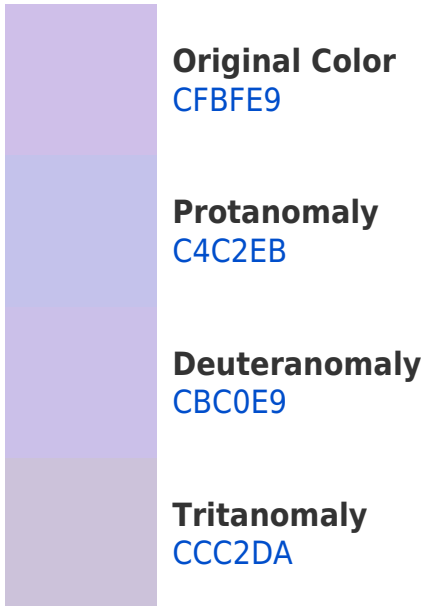 Original Color
CFBFE9
Protanomaly
C4C2EB
Deuteranomaly
CBC0E9
Tritanomaly
CCC2DA